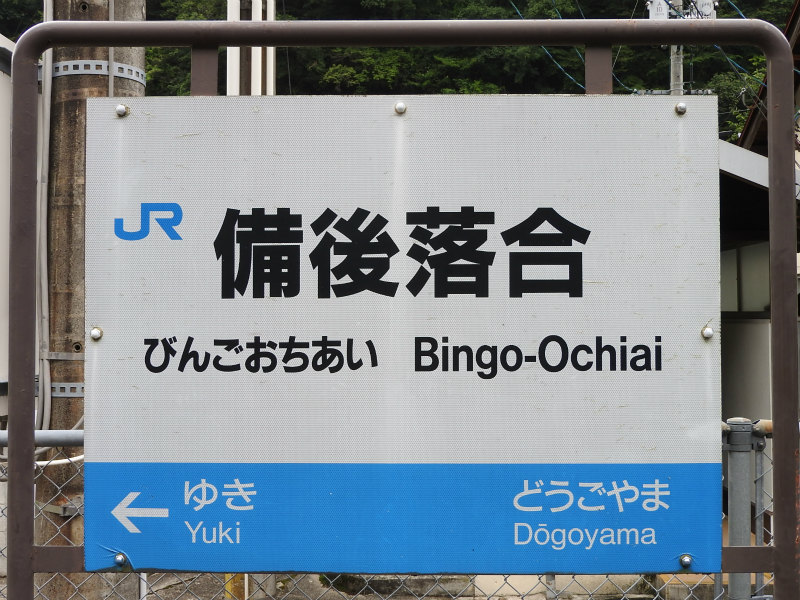 JR 備後落合
びんごおちあい Bingo-Ochiai
← ゆき どうごやま
Yuki Dōgoyama